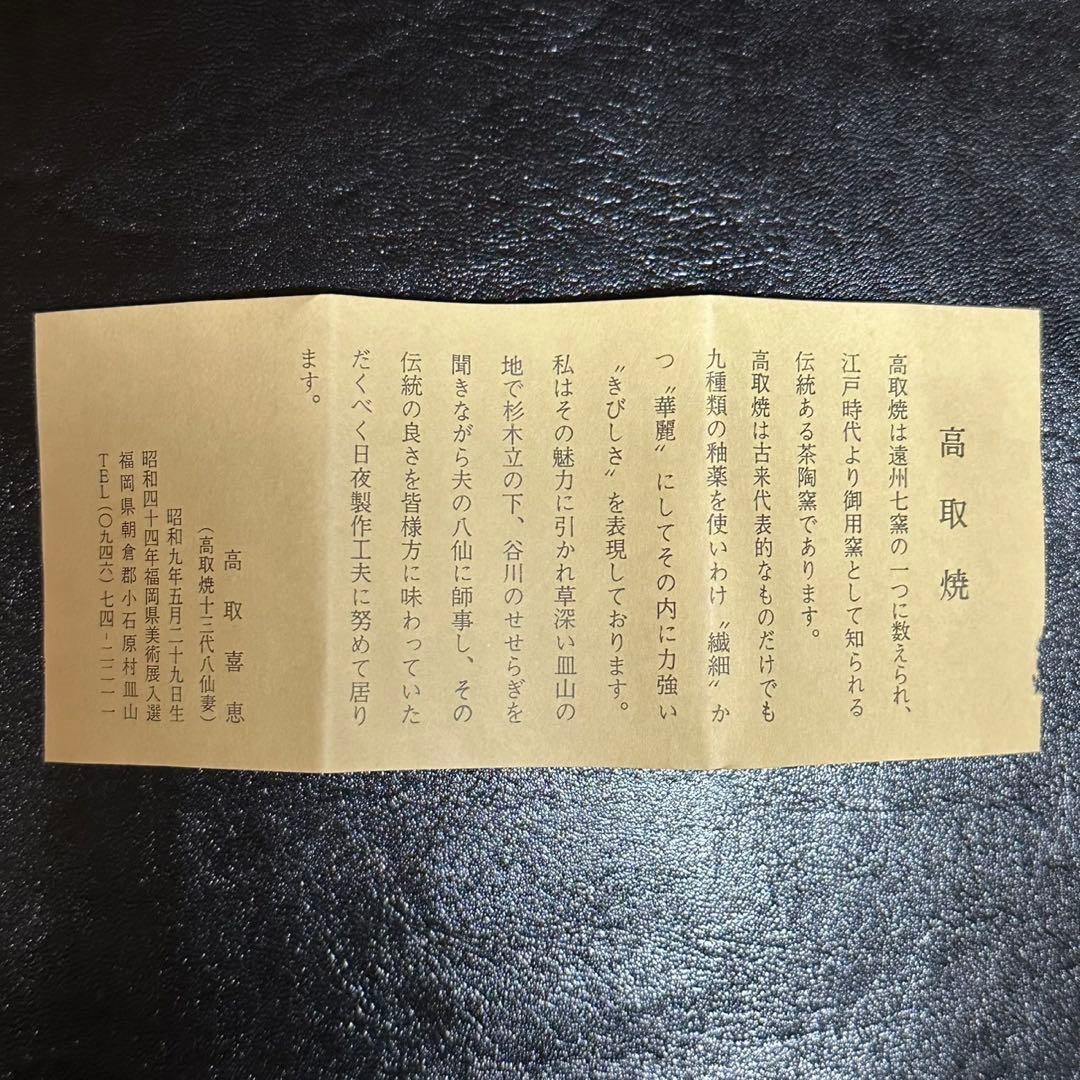 高取焼
高取焼は遠州七窯の一つに数えられ、
江戸時代より御用窯として知られる
伝統ある茶陶窯であります。
高取焼は古来代表的なものだけでも
九種類の釉薬を使いわけ〝繊細〟か
つ〝華麗〟にしてその内に力強い
〝きびしさ〟を表現しております。
私はその魅力に引かれ草深い皿山の
地で杉木立の下、谷川のせせらぎを
聞きながら夫の八仙に師事し、その
伝統の良さを皆様方に味わっていた
だくべく日夜製作工夫に努めて居り
ます。
高取喜恵
(高取焼十三代八仙妻)
昭和九年五月二十九日生
昭和四十四年福岡県美術展入選
福岡県朝倉郡小石原村皿山
TEL(〇九四六)七四-二二一一